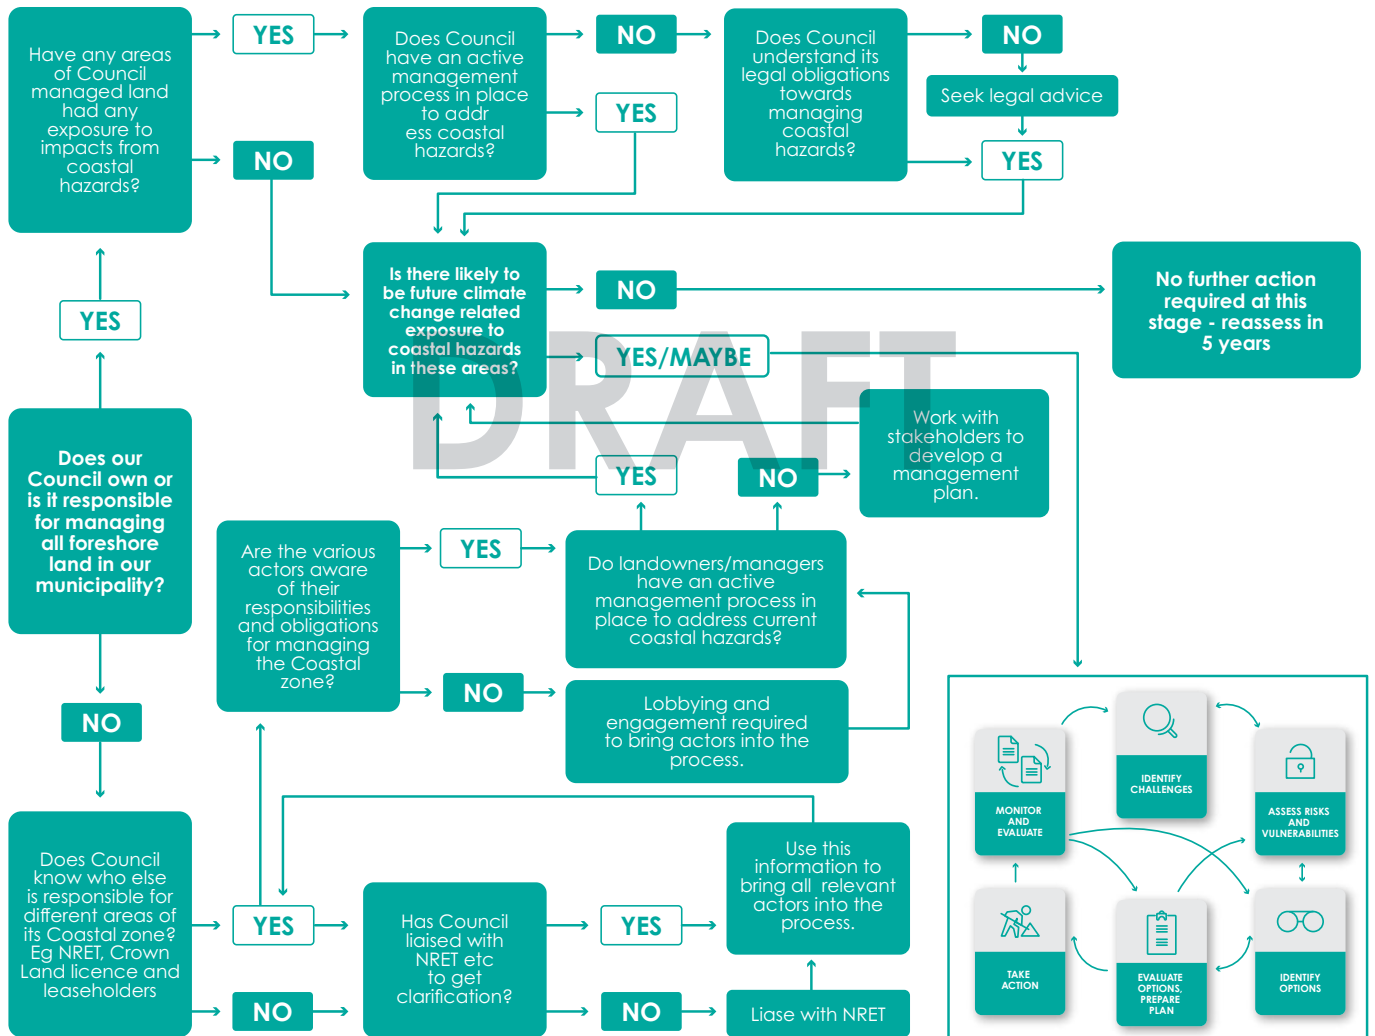 Have any areas
of Council
managed land
had any
exposure to
impacts from
coastal
hazards?
YES
NO
Does Council
have an active
management
process in place
to addr
ess coastal
hazards?
NO
YES
Does Council
understand its
legal obligations
towards
managing
coastal
hazards?
NO
Seek legal advice
YES
YES
Is there likely to
be future climate
change related
exposure to
coastal hazards
in these areas?
NO
YES/MAYBE
No further action
required at this
stage - reassess in
5 years
DRAFT
Does our
Council own or
is it responsible
for managing
all foreshore
land in our
municipality?
Work with
stakeholders to
develop a
management
plan.
YES
NO
Are the various
actors aware
of their
responsibilities
and obligations
for managing
the Coastal
zone?
YES
NO
Do landowners/managers
have an active
management process in
place to address current
coastal hazards?
Lobbying and
engagement required
to bring actors into the
process.
NO
Does Council
know who else
is responsible for
different areas of
its Coastal zone?
Eg NRET, Crown
Land licence and
leaseholders
YES
NO
Has Council
liaised with
NRET etc
to get
clarification?
YES
NO
Use this
information to
bring all relevant
actors into the
process.
Liase with NRET
IDENTIFY
CHALLENGES
MONITOR
AND
EVALUATE
ASSESS RISKS
AND
VULNERABILITIES
TAKE
ACTION
EVALUATE
OPTIONS,
PREPARE
PLAN
IDENTIFY
OPTIONS